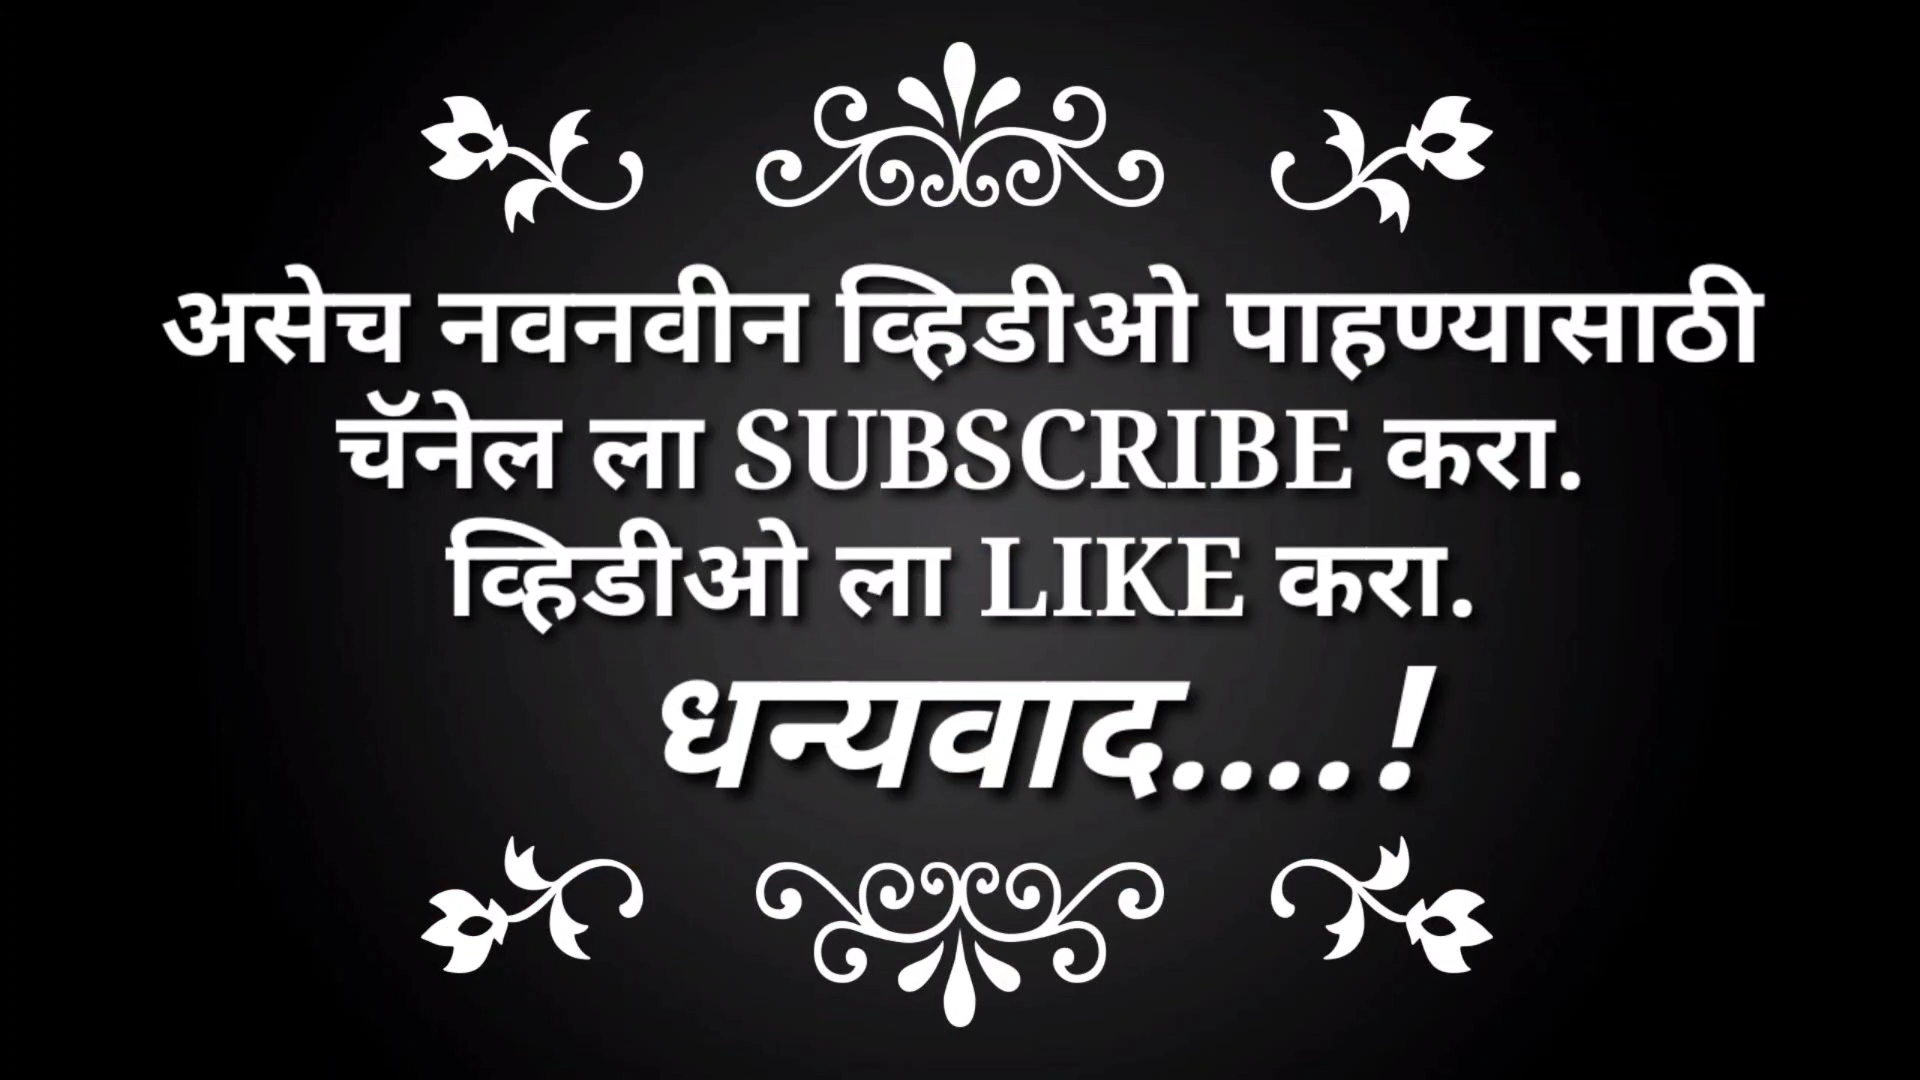 असेच नवनवीन व्हिडीओ पाहण्यासाठी
चॅनेल ला SUBSCRIBE करा.
व्हिडीओ ला LIKE करा.
धन्यवाद....!